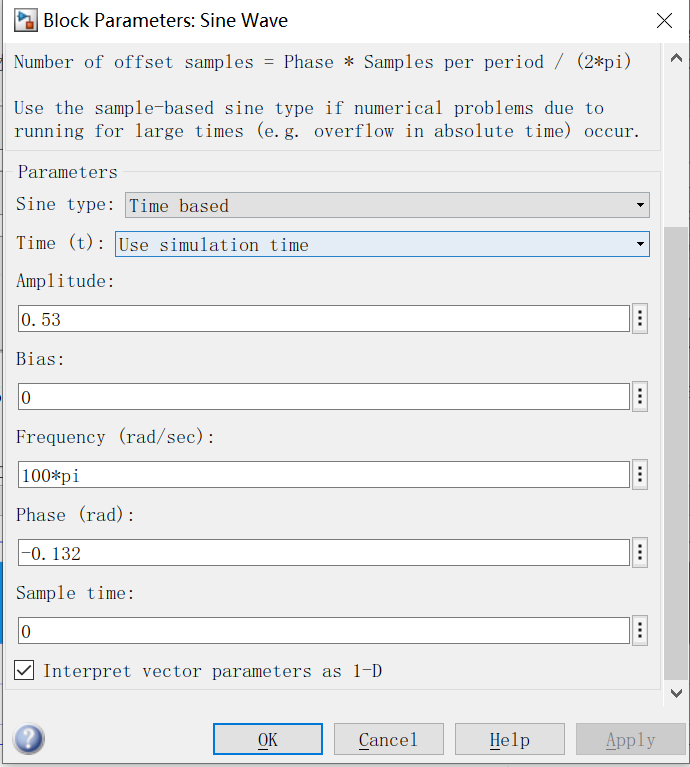 Block Parameters: Sine Wave
Number of offset samples = Phase * Samples per period / (2*pi)
Use the sample-based sine type if numerical problems due to
running for large times (e.g. overflow in absolute time) occur.
Parameters
Sine type: Time based
Time (t): Use simulation time
Amplitude:
0.53
Bias:
0
Frequency (rad/sec):
100*pi
Phase (rad):
-0.132
Sample time:
0
Interpret vector parameters as 1-D
OK Cancel Help Apply